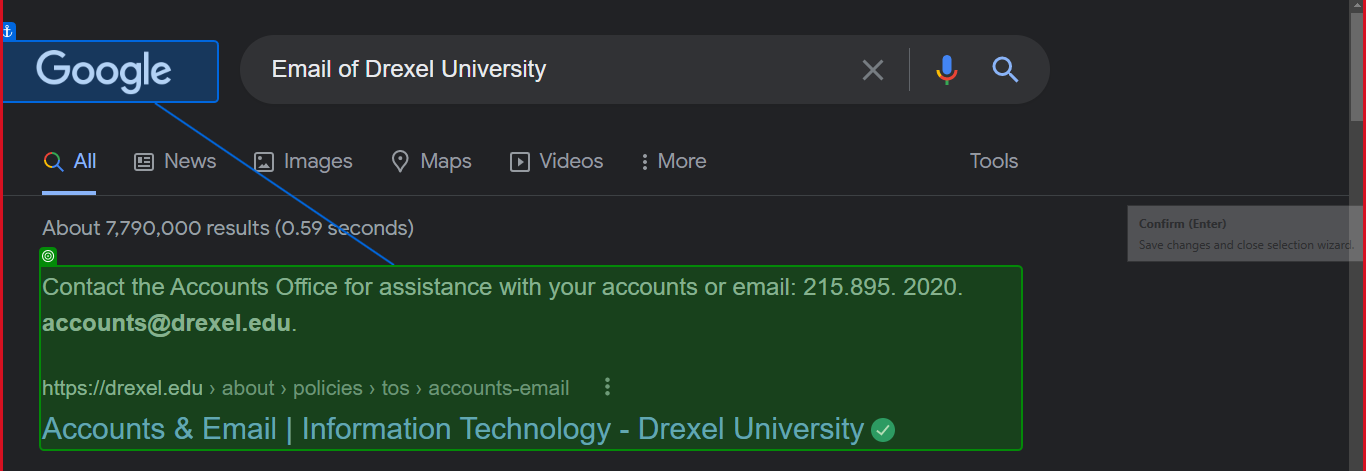 Google
Email of Drexel University
All News Images Maps Videos More Tools
About 7,790,000 results (0.59 seconds)
Confirm (Enter)
Save changes and close selection wizard.
Contact the Accounts Office for assistance with your accounts or email: 215.895. 2020.
accounts@drexel.edu.
https://drexel.edu › about › policies › tos › accounts-email
Accounts & Email | Information Technology - Drexel University